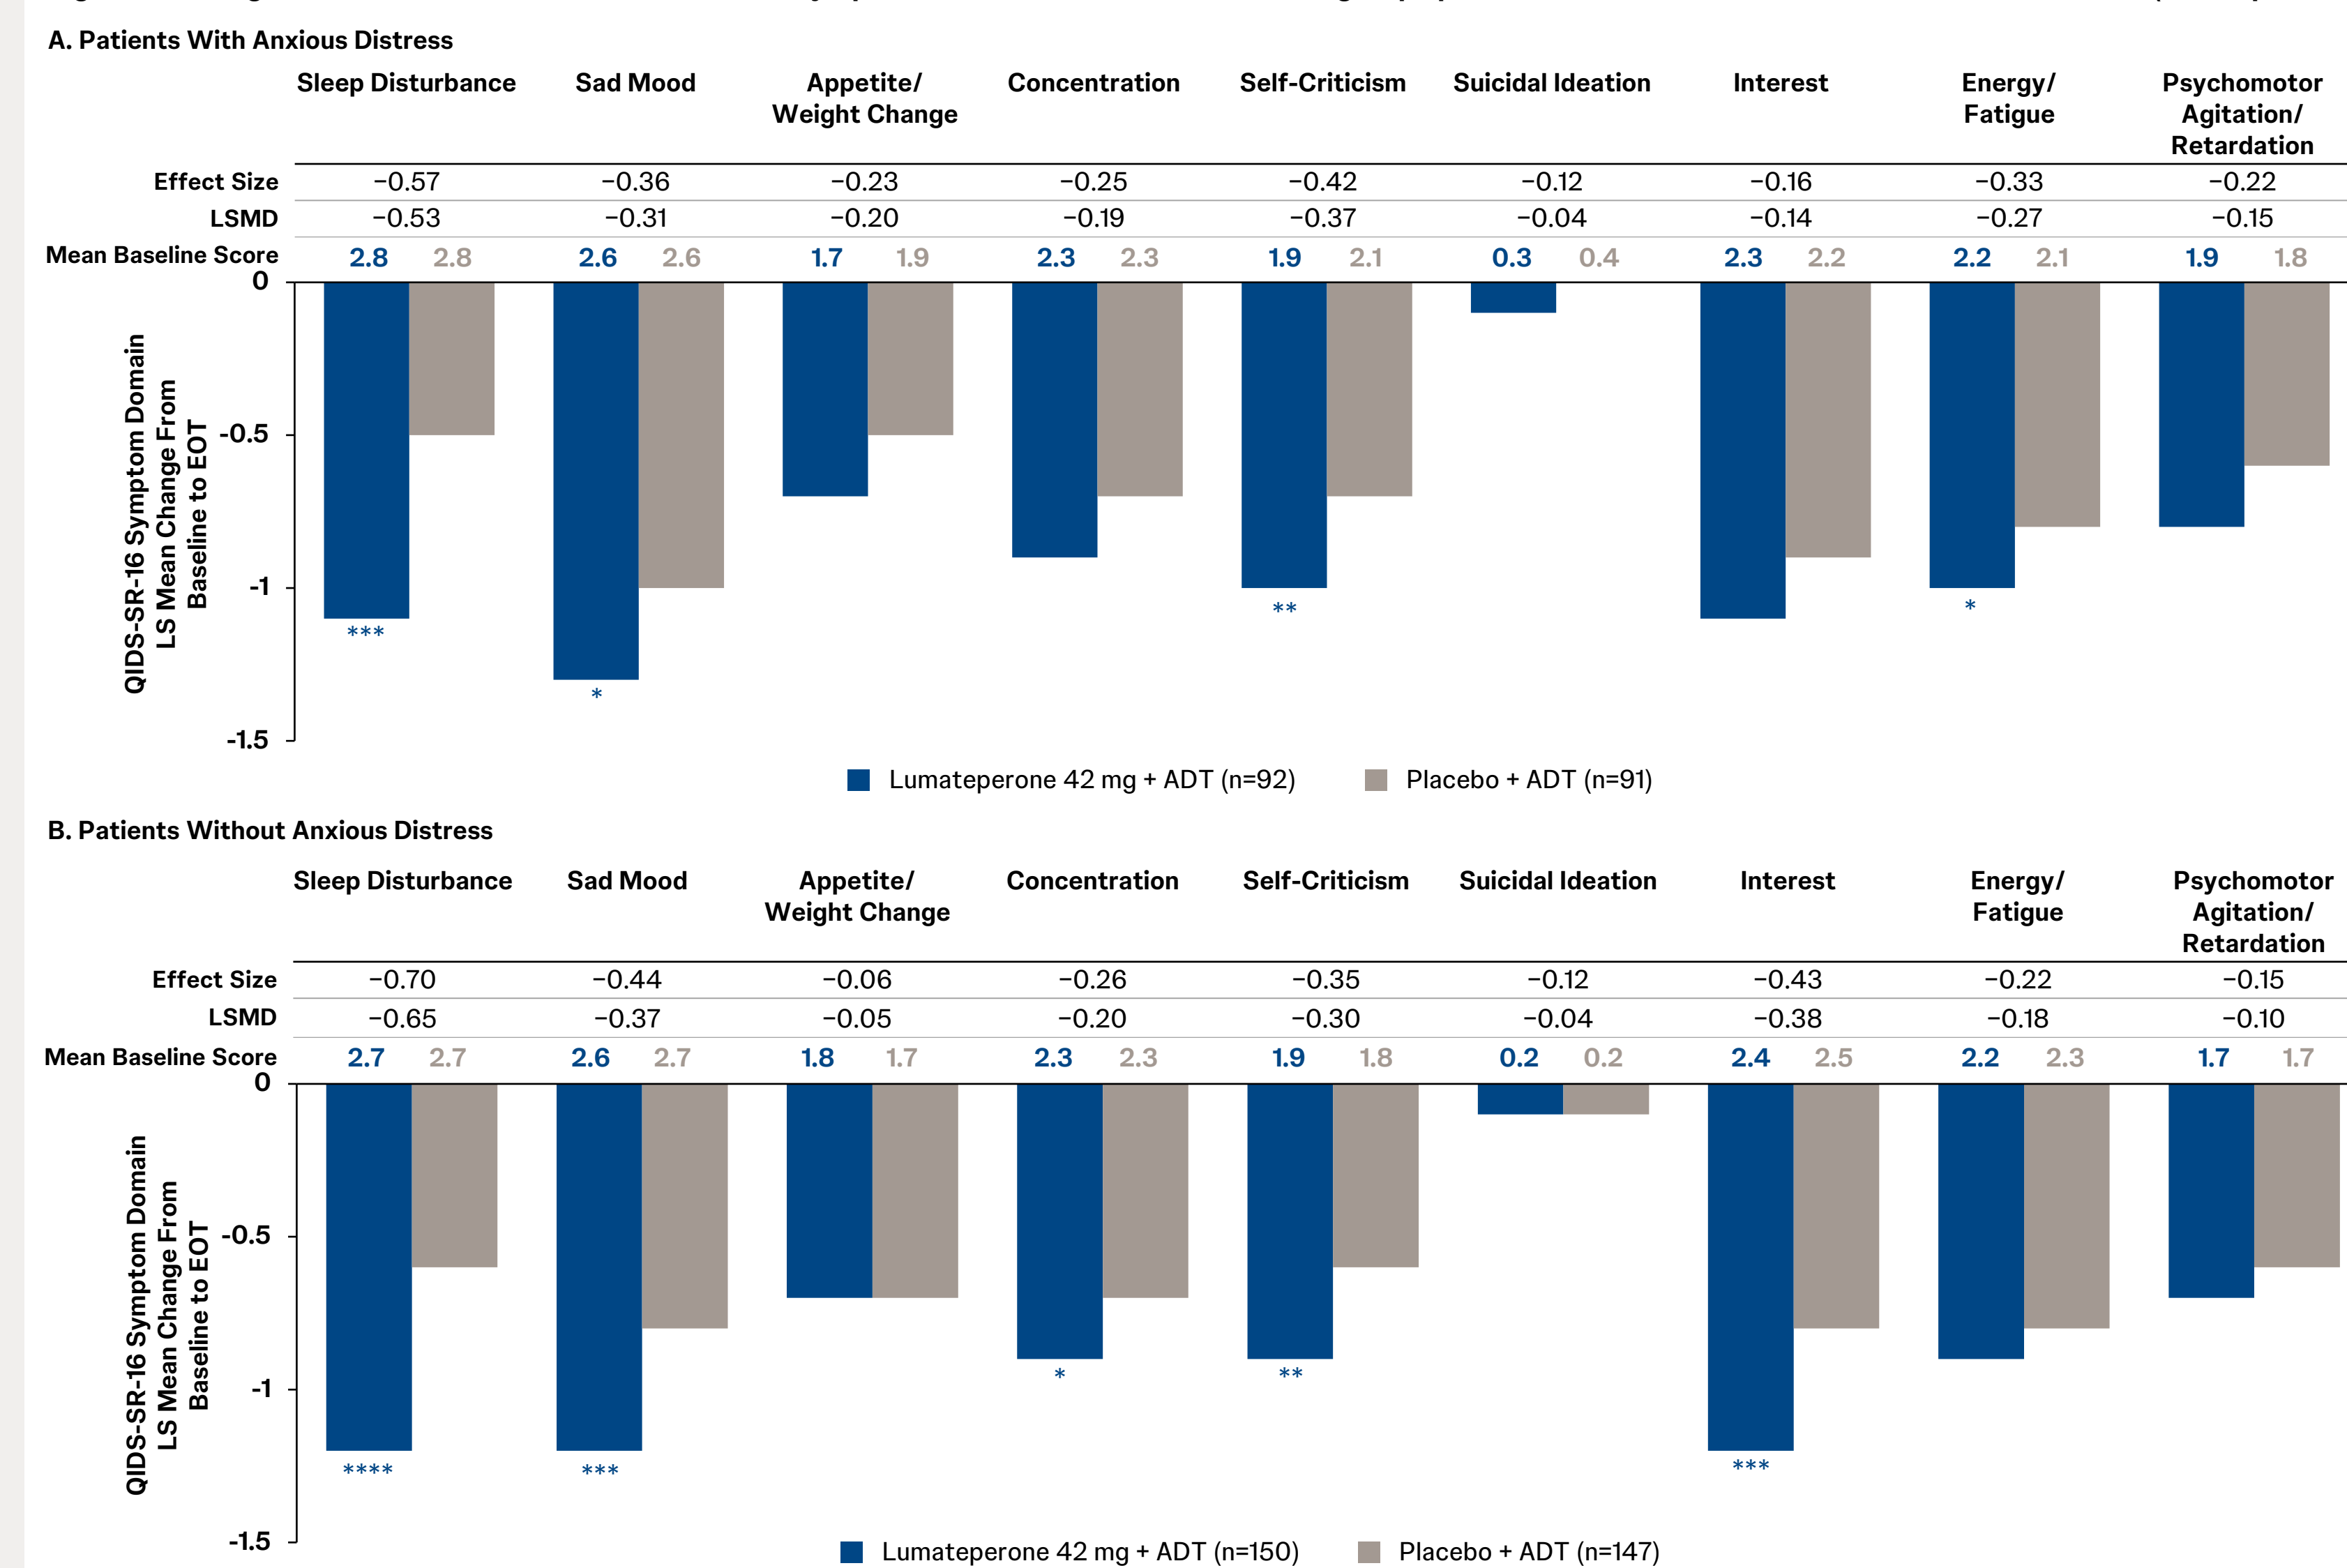 A. Patients With Anxious Distress
Sleep Disturbance Sad Mood Appetite/ Concentration Self-Criticism Suicidal Ideation Interest Energy/ Psychomotor
Weight Change Fatigue Agitation/
Retardation
Effect Size −0.57 −0.36 −0.23 −0.25 −0.42 −0.12 −0.16 −0.33 −0.22
LSMD −0.53 −0.31 −0.20 −0.19 −0.37 −0.04 −0.14 −0.27 −0.15
Mean Baseline Score 2.8 2.8 2.6 2.6 1.7 1.9 2.3 2.3 1.9 2.1 0.3 0.4 2.3 2.2 2.2 2.1 1.9 1.8
0
-0.5
-1
-1.5
QIDS-SR-16 Symptom Domain
LS Mean Change From
Baseline to EOT
***
*
**
*
Lumateperone 42 mg + ADT (n=92) Placebo + ADT (n=91)
B. Patients Without Anxious Distress
Sleep Disturbance Sad Mood Appetite/ Concentration Self-Criticism Suicidal Ideation Interest Energy/ Psychomotor
Weight Change Fatigue Agitation/
Retardation
Effect Size −0.70 −0.44 −0.06 −0.26 −0.35 −0.12 −0.43 −0.22 −0.15
LSMD −0.65 −0.37 −0.05 −0.20 −0.30 −0.04 −0.38 −0.18 −0.10
Mean Baseline Score 2.7 2.7 2.6 2.7 1.8 1.7 2.3 2.3 1.9 1.8 0.2 0.2 2.4 2.5 2.2 2.3 1.7 1.7
0
-0.5
-1
-1.5
QIDS-SR-16 Symptom Domain
LS Mean Change From
Baseline to EOT
****
***
*
**
***
Lumateperone 42 mg + ADT (n=150) Placebo + ADT (n=147)